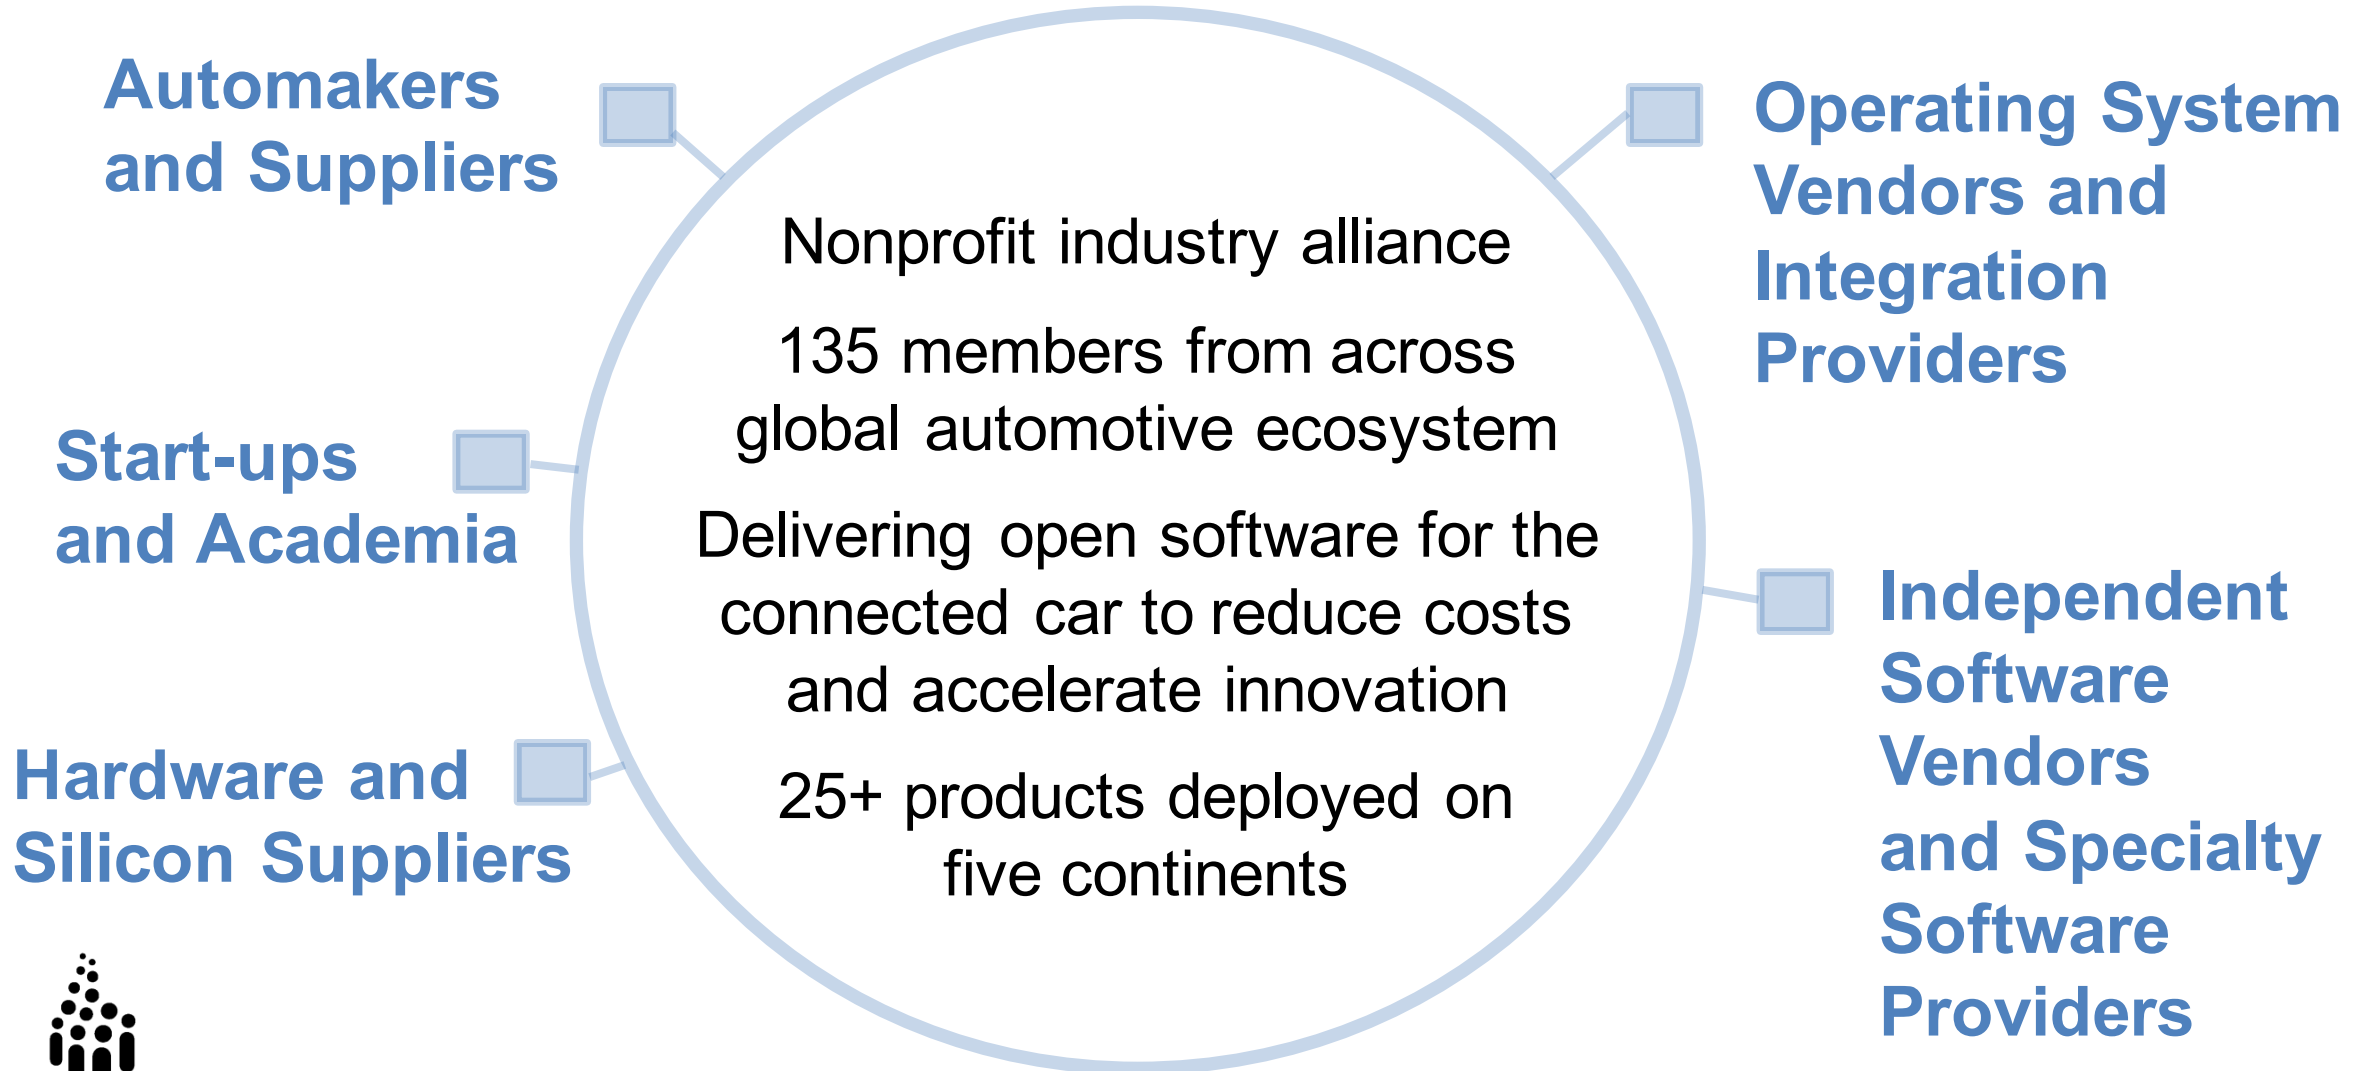 Automakers
and Suppliers
Start-ups
and Academia
Hardware and
Silicon Suppliers
Nonprofit industry alliance
135 members from across
global automotive ecosystem
Delivering open software for the
connected car to reduce costs
and accelerate innovation
25+ products deployed on
five continents
Operating System
Vendors and
Integration
Providers
Independent
Software
Vendors
and Specialty
Software
Providers